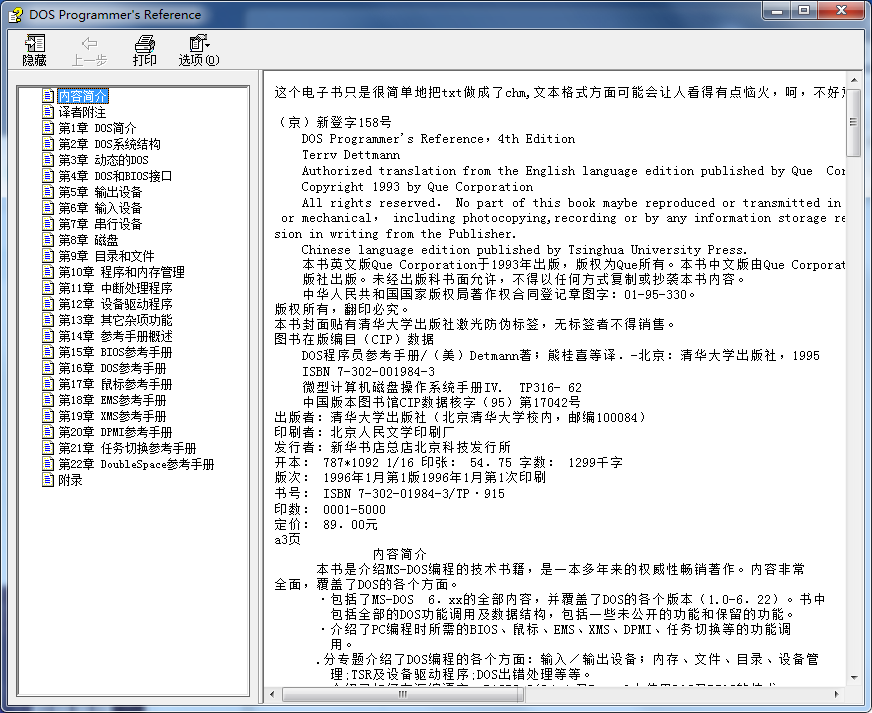 DOS Programmer's Reference
隐藏
上一步
打印
选项(O)
内容简介
译者附注
第1章 DOS简介
第2章 DOS系统结构
第3章 动态的DOS
第4章 DOS和BIOS接口
第5章 输出设备
第6章 输入设备
第7章 串行设备
第8章 磁盘
第9章 目录和文件
第10章 程序和内存管理
第11章 中断处理程序
第12章 设备驱动程序
第13章 其它杂项功能
第14章 参考手册概述
第15章 BIOS参考手册
第16章 DOS参考手册
第17章 鼠标参考手册
第18章 EMS参考手册
第19章 XMS参考手册
第20章 DPMI参考手册
第21章 任务切换参考手册
第22章 DoubleSpace参考手册
附录
这个电子书只是很简单地把txt做成了chm,文本格式方面可能会让人看得有点恼火，呵，不好
（京）新登字158号
DOS Programmer's Reference，4th Edition
Terrv Dettmann
Authorized translation from the English language edition published by Que Cor
Copyright 1993 by Que Corporation
All rights reserved． No part of this book maybe reproduced or transmitted in
or mechanical， including photocopying,recording or by any information storage re
sion in writing from the Publisher.
Chinese language edition published by Tsinghua University Press.
本书英文版Que Corporation于1993年出版，版权为Que所有。本书中文版由Que Corporat
版社出版。未经出版科书面允许，不得以任何方式复制或抄袭本书内容。
中华人民共和国国家版权局著作权合同登记章图字：01-95-330。
版权所有，翻印必究。
本书封面贴有清华大学出版社激光防伪标签，无标签者不得销售。
图书在版编目（CIP）数据
DOS程序员参考手册/（美）Detmann著；熊桂喜等译．-北京：清华大学出版社，1995
ISBN 7-302-001984-3
微型计算机磁盘操作系统手册IV． TP316- 62
中国版本图书馆CIP数据核字（95）第17042号
出版者：清华大学出版社（北京清华大学校内，邮编100084）
印刷者：北京人民文学印刷厂
发行者：新华书店总店北京科技发行所
开本： 787*1092 1/16 印张： 54．75 字数： 1299千字
版次： 1996年1月第1版1996年1月第1次印刷
书号： ISBN 7-302-01984-3/TP·915
印数： 0001-5000
定价： 89．00元
a3页
内容简介
本书是介绍MS-DOS编程的技术书籍，是一本多年来的权威性畅销著作。内容非常
全面，覆盖了DOS的各个方面。
·包括了MS-DOS 6．xx的全部内容，并覆盖了DOS的各个版本（1.0-6．22）。书中
包括全部的DOS功能调用及数据结构，包括一些未公开的功能和保留的功能。
·介绍了PC编程时所需的BIOS、鼠标、EMS、XMS、DPMI、任务切换等的功能调
用。
.分专题介绍了DOS编程的各个方面：输入／输出设备；内存、文件、目录、设备管
理;TSR及设备驱动程序;DOS出错处理等等。